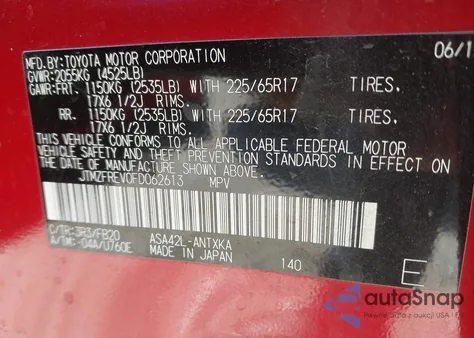 MFD.BY:TOYOTA MOTOR CORPORATION 06/1
GVWR:2055KG (4525LB)
GAWR:FRT. 1150KG (2535LB) WITH 225/65R17 TIRES.
17X6 1/2J RIMS.
RR. 1150KG (2535LB) WITH 225/65R17 TIRES.
17X6 1/2J RIMS.
THIS VEHICLE CONFORMS TO ALL APPLICABLE FEDERAL MOTOR
VEHICLE SAFETY AND THEFT PREVENTION STANDARDS IN EFFECT ON
THE DATE OF MANUFACTURE SHOWN ABOVE.
JTMZFREV0FD062613 MPV
C/TR:3R3/FB20 ASA42L-ANTXKA
A/TM:-04A/U760E MADE IN JAPAN 140 E
autoSnap
Перевозки и аукціони USA